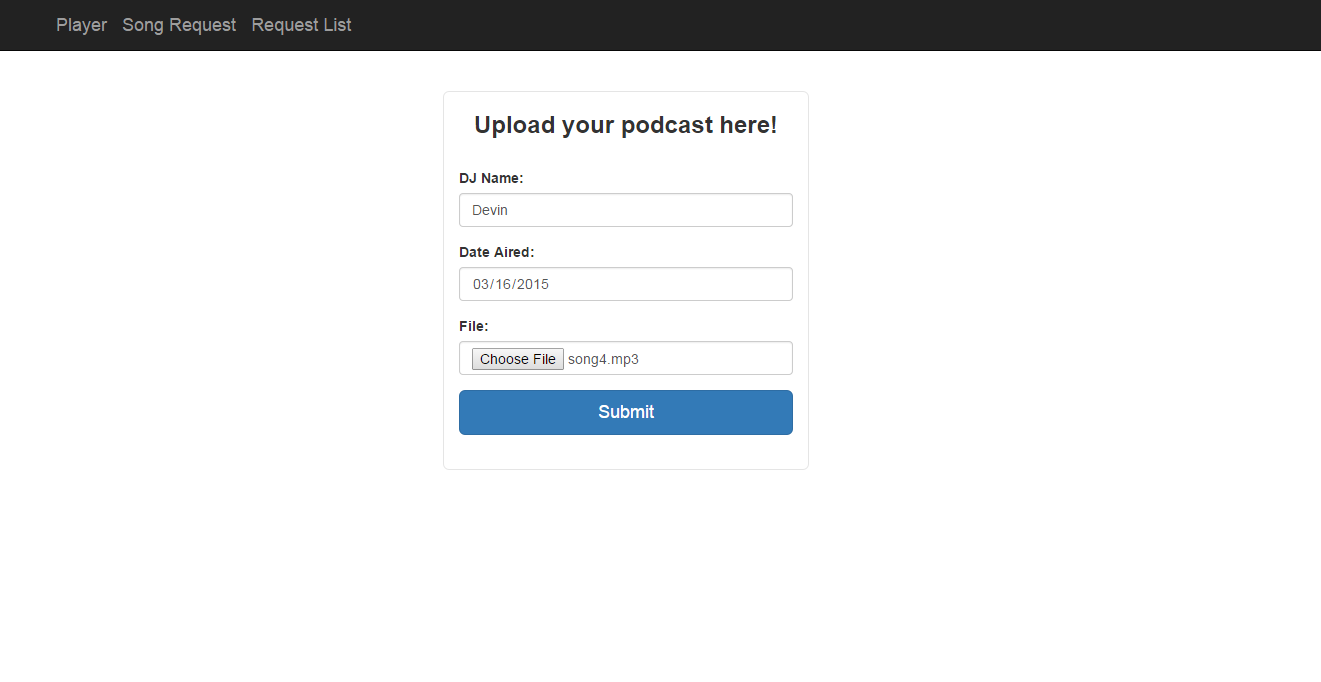 Player Song Request Request List
Upload your podcast here!
DJ Name:
Devin
Date Aired:
03/16/2015
File:
Choose File song4.mp3
Submit